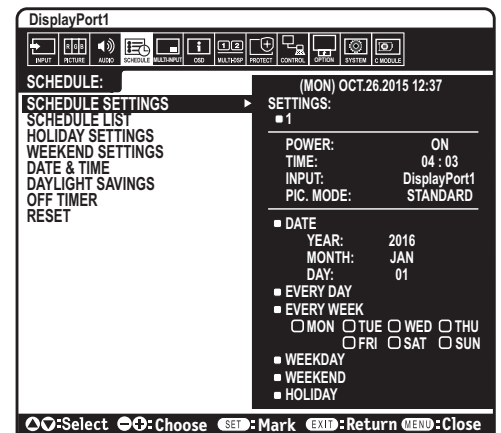 DisplayPort1
INPUT PICTURE AUDIO SCHEDULE MULTI-INPUT OSD MULTI-DSP PROTECT CONTROL OPTION SYSTEM C MODULE
SCHEDULE:
SCHEDULE SETTINGS
SCHEDULE LIST
HOLIDAY SETTINGS
WEEKEND SETTINGS
DATE & TIME
DAYLIGHT SAVINGS
OFF TIMER
RESET
(MON) OCT.26.2015 12:37
SETTINGS:
1
POWER: ON
TIME: 04 : 03
INPUT: DisplayPort1
PIC. MODE: STANDARD
DATE
YEAR: 2016
MONTH: JAN
DAY: 01
EVERY DAY
EVERY WEEK
MON TUE WED THU
FRI SAT SUN
WEEKDAY
WEEKEND
HOLIDAY
:Select :Choose SET:Mark EXIT:Return MENU:Close